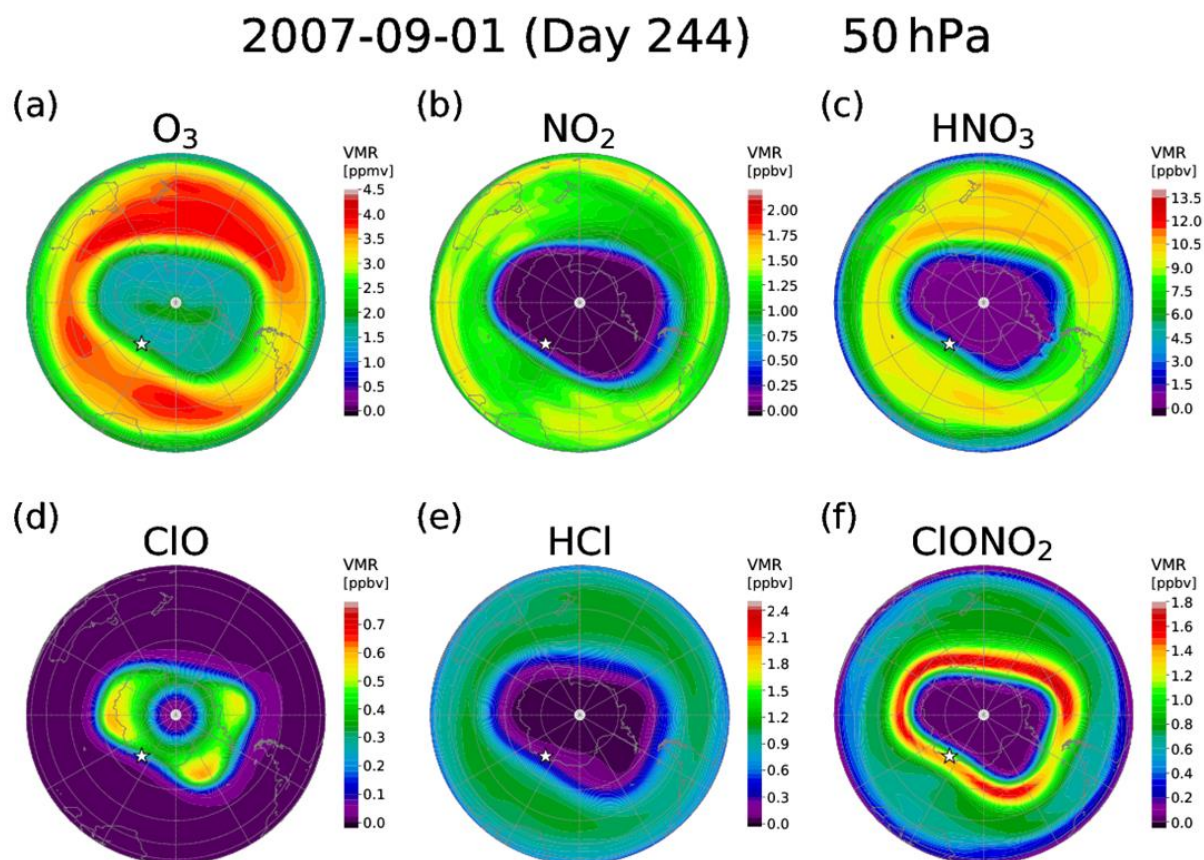 2007-09-01 (Day 244) 50 hPa
(a)
O₃
VMR
[ppmv]
4.5
4.0
3.5
3.0
2.5
2.0
1.5
1.0
0.5
0.0
(b)
NO₂
VMR
[ppbv]
2.00
1.75
1.50
1.25
1.00
0.75
0.50
0.25
0.00
(c)
HNO₃
VMR
[ppbv]
13.5
12.0
10.5
9.0
7.5
6.0
4.5
3.0
1.5
0.0
(d)
ClO
VMR
[ppbv]
0.7
0.6
0.5
0.4
0.3
0.2
0.1
0.0
(e)
HCl
VMR
[ppbv]
2.4
2.1
1.8
1.5
1.2
0.9
0.6
0.3
0.0
(f)
ClONO₂
VMR
[ppbv]
1.8
1.6
1.4
1.2
1.0
0.8
0.6
0.4
0.2
0.0